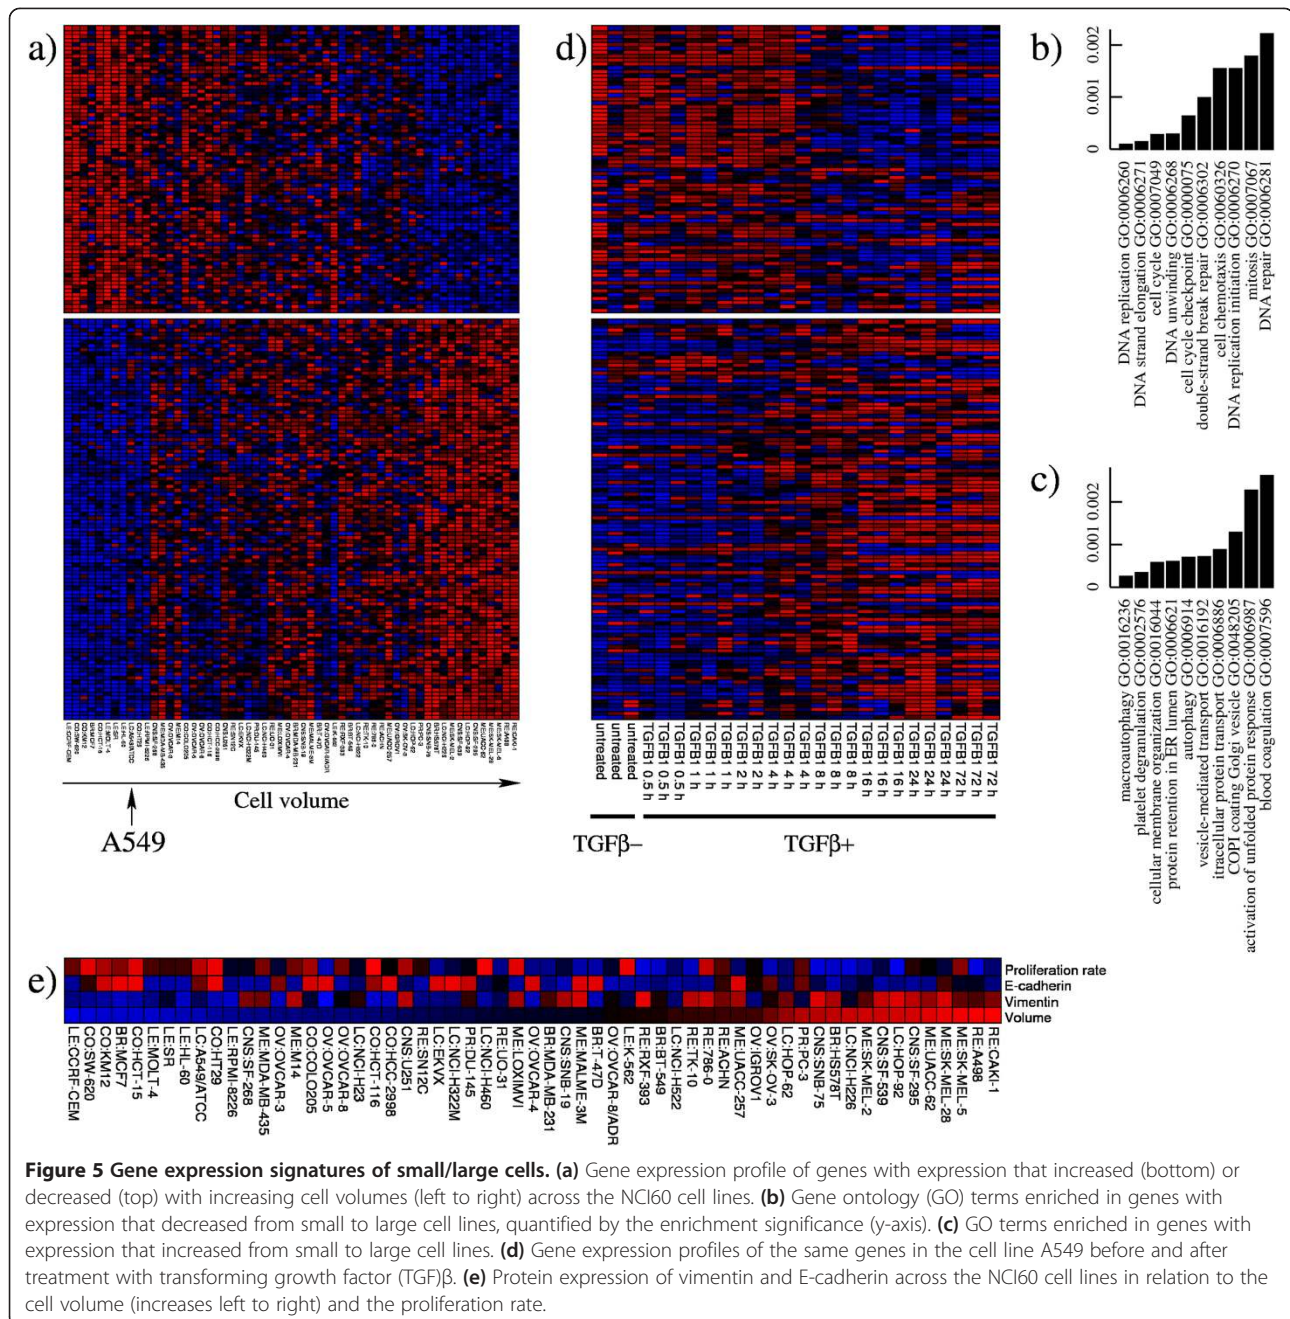 a)
d)
b)
0.002
0.001
0
DNA replication GO:0006260
DNA strand elongation GO:0006271
cell cycle GO:0007049
DNA unwinding GO:0006268
cell cycle checkpoint GO:0000075
double-strand break repair GO:0006302
cell chemotaxis GO:0060326
DNA replication initiation GO:0006270
mitosis GO:0007067
DNA repair GO:0006281
c)
0.002
0.001
0
macroautophagy GO:0016236
platelet degranulation GO:0002576
cellular membrane organization GO:0016044
protein retention in ER lumen GO:0006621
autophagy GO:0006914
vesicle-mediated transport GO:0016192
itracellular protein transport GO:0006886
COPI coating Golgi vesicle GO:0048205
activation of unfolded protein response GO:0006987
blood coagulation GO:0007596
Cell volume
A549
untreated
untreated
untreated
TGFB1 0.5 h
TGFB1 0.5 h
TGFB1 0.5 h
TGFB1 1 h
TGFB1 1 h
TGFB1 1 h
TGFB1 2 h
TGFB1 2 h
TGFB1 4 h
TGFB1 4 h
TGFB1 4 h
TGFB1 8 h
TGFB1 8 h
TGFB1 8 h
TGFB1 16 h
TGFB1 16 h
TGFB1 16 h
TGFB1 24 h
TGFB1 24 h
TGFB1 24 h
TGFB1 72 h
TGFB1 72 h
TGFB1 72 h
TGFβ−
TGFβ+
e)
Proliferation rate
E-cadherin
Vimentin
Volume
LE:CCRF-CEM
CO:SW-620
CO:KM12
BR:MCF7
CO:HCT-15
LE:MOLT-4
LE:SR
LE:HL-60
LC:A549/ATCC
CO:HT29
LE:RPMI-8226
CNS:SF-268
ME:MDA-MB-435
OV:OVCAR-3
ME:M14
CO:COLO205
OV:OVCAR-5
OV:OVCAR-8
LC:NCI-H23
CO:HCT-116
CO:HCC-2998
CNS:U251
RE:SN12C
LC:EKVX
LC:NCI-H322M
PR:DU-145
LC:NCI-H460
RE:UO-31
ME:LOXIMVI
OV:OVCAR-4
BR:MDA-MB-231
CNS:SNB-19
ME:MALME-3M
BR:T-47D
OV:OVCAR-8/ADR
LE:K-562
RE:RXF-393
BR:BT-549
LC:NCI-H522
RE:TK-10
RE:786-0
RE:ACHN
ME:UACC-257
OV:IGROV1
OV:SK-OV-3
LC:HOP-62
PR:PC-3
CNS:SNB-75
BR:HS578T
LC:NCI-H226
ME:SK-MEL-2
CNS:SF-539
LC:HOP-92
CNS:SF-295
ME:UACC-62
ME:SK-MEL-28
ME:SK-MEL-5
RE:A498
RE:CAKI-1
Figure 5 Gene expression signatures of small/large cells. (a) Gene expression profile of genes with expression that increased (bottom) or
decreased (top) with increasing cell volumes (left to right) across the NCI60 cell lines. (b) Gene ontology (GO) terms enriched in genes with
expression that decreased from small to large cell lines, quantified by the enrichment significance (y-axis). (c) GO terms enriched in genes with
expression that increased from small to large cell lines. (d) Gene expression profiles of the same genes in the cell line A549 before and after
treatment with transforming growth factor (TGF)β. (e) Protein expression of vimentin and E-cadherin across the NCI60 cell lines in relation to the
cell volume (increases left to right) and the proliferation rate.